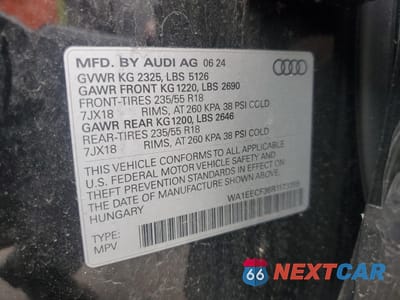 MFD. BY AUDI AG 06 24
GVWR KG 2325, LBS 5126
GAWR FRONT KG1220, LBS 2690
FRONT-TIRES 235/55 R18
7JX18 RIMS, AT 260 KPA 38 PSI COLD
GAWR REAR KG1200, LBS 2646
REAR-TIRES 235/55 R18
7JX18 RIMS, AT 260 KPA 38 PSI COLD
THIS VEHICLE CONFORMS TO ALL APPLICABLE
U.S. FEDERAL MOTOR VEHICLE SAFETY AND
THEFT PREVENTION STANDARDS IN EFFECT ON
THE DATE OF MANUFACTURE SHOWN ABOVE.
HUNGARY
TYPE:
MPV
66 NEXTCAR